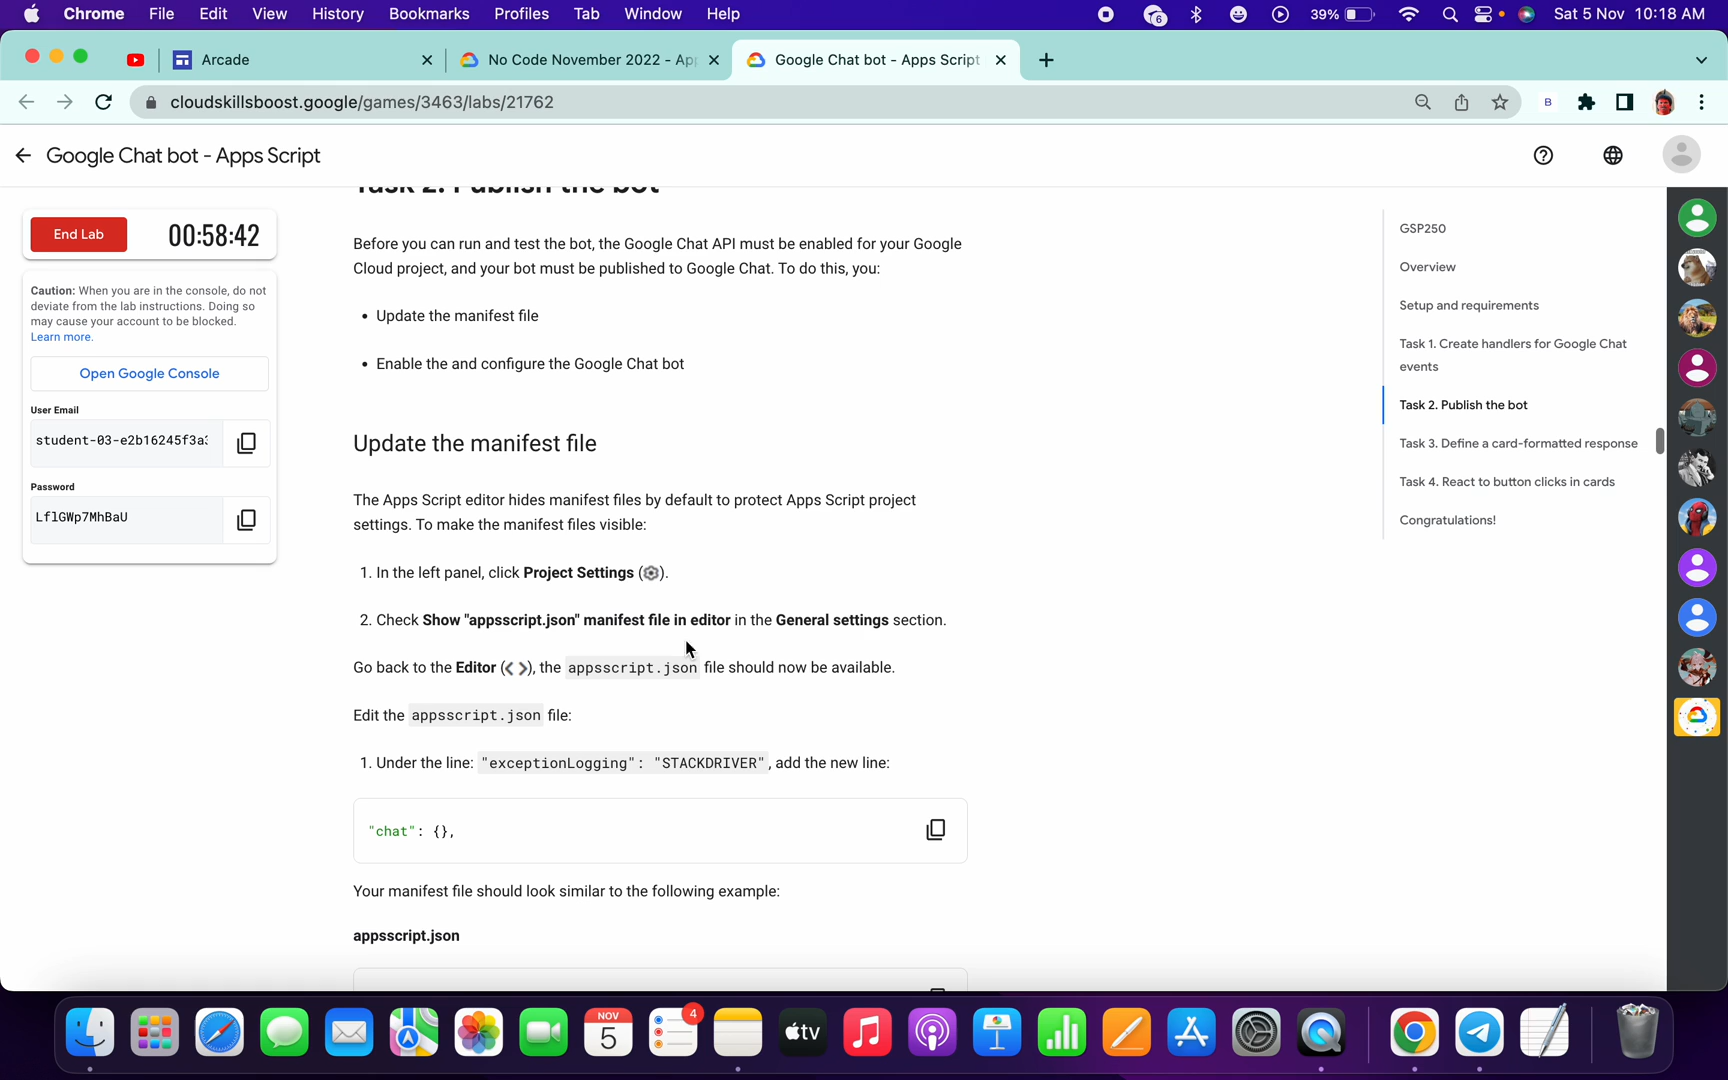 Chrome File Edit View History Bookmarks Profiles Tab Window Help 6 39% Sat 5 Nov 10:18 AM
Arcade No Code November 2022 - Ap Google Chat bot - Apps Script
cloudskillsboost.google/games/3463/labs/21762 B
Google Chat bot - Apps Script
End Lab 00:58:42
Caution: When you are in the console, do not
deviate from the lab instructions. Doing so
may cause your account to be blocked.
Learn more.
Open Google Console
User Email
student-03-e2b16245f3a
Password
LflGWp7MhBaU
Task 2. Publish the bot
Before you can run and test the bot, the Google Chat API must be enabled for your Google
Cloud project, and your bot must be published to Google Chat. To do this, you:
• Update the manifest file
• Enable the and configure the Google Chat bot
Update the manifest file
The Apps Script editor hides manifest files by default to protect Apps Script project
settings. To make the manifest files visible:
1. In the left panel, click Project Settings ( ).
2. Check Show "appsscript.json" manifest file in editor in the General settings section.
Go back to the Editor (< >), the appsscript.json file should now be available.
Edit the appsscript.json file:
1. Under the line: "exceptionLogging": "STACKDRIVER", add the new line:
"chat": {},
Your manifest file should look similar to the following example:
appsscript.json
GSP250
Overview
Setup and requirements
Task 1. Create handlers for Google Chat
events
Task 2. Publish the bot
Task 3. Define a card-formatted response
Task 4. React to button clicks in cards
Congratulations!
NOV
5
4
tv